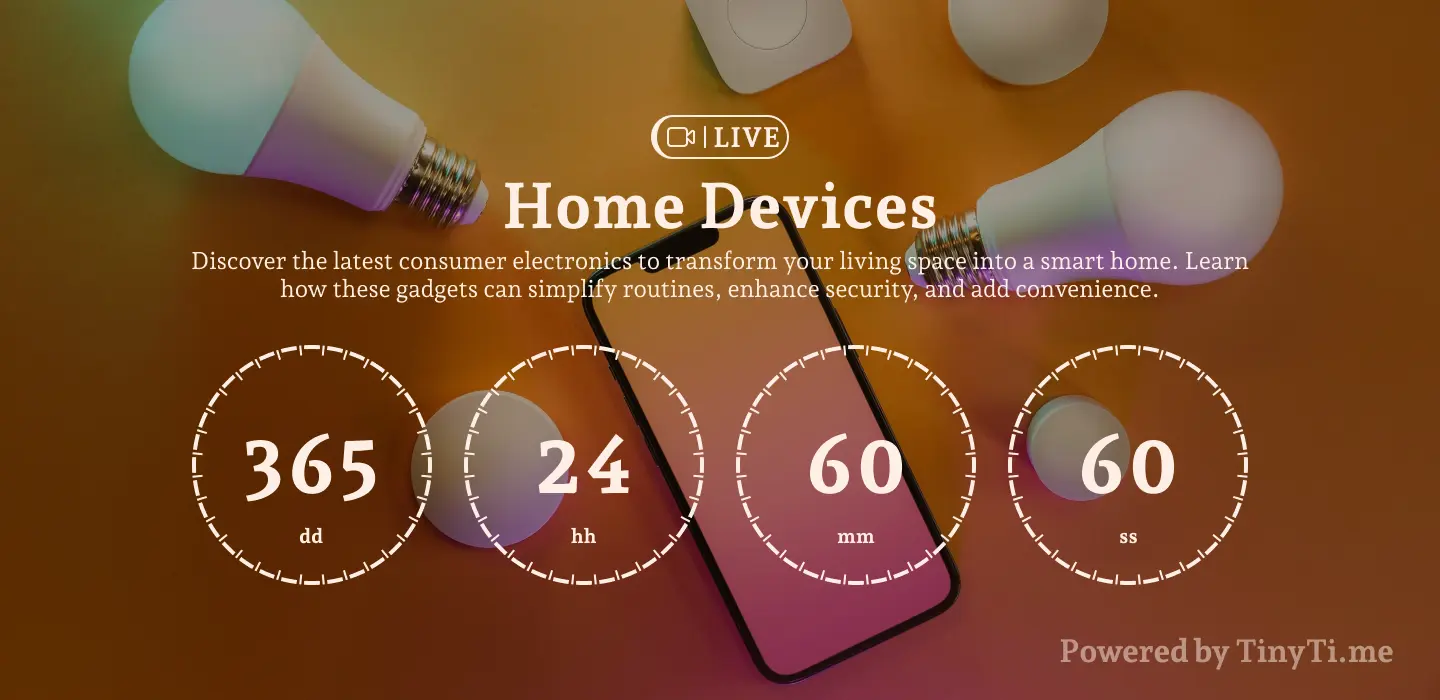 LIVE
Home Devices
Discover the latest consumer electronics to transform your living space into a smart home. Learn
how these gadgets can simplify routines, enhance security, and add convenience.
365
24
60
60
dd
hh
mm
ss
Powered by TinyTi.me